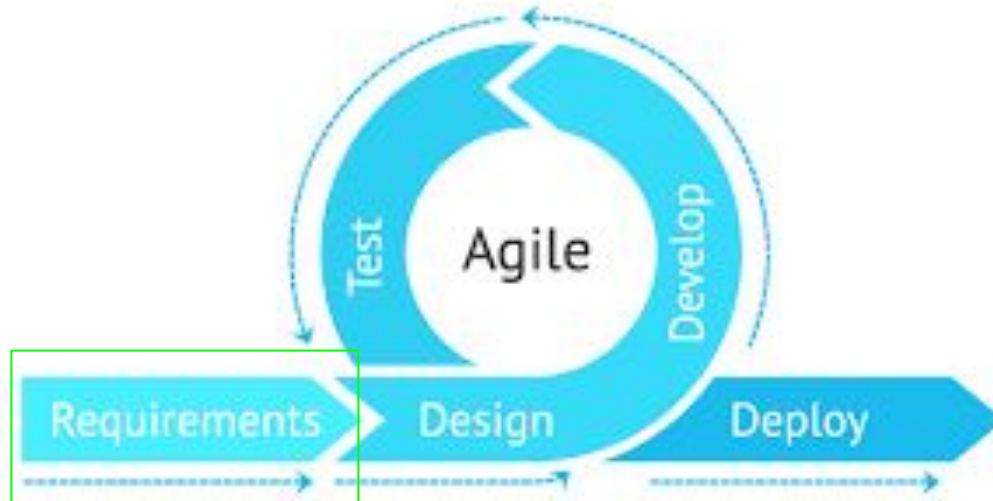 Agile
Test
Develop
Requirements
Design
Deploy